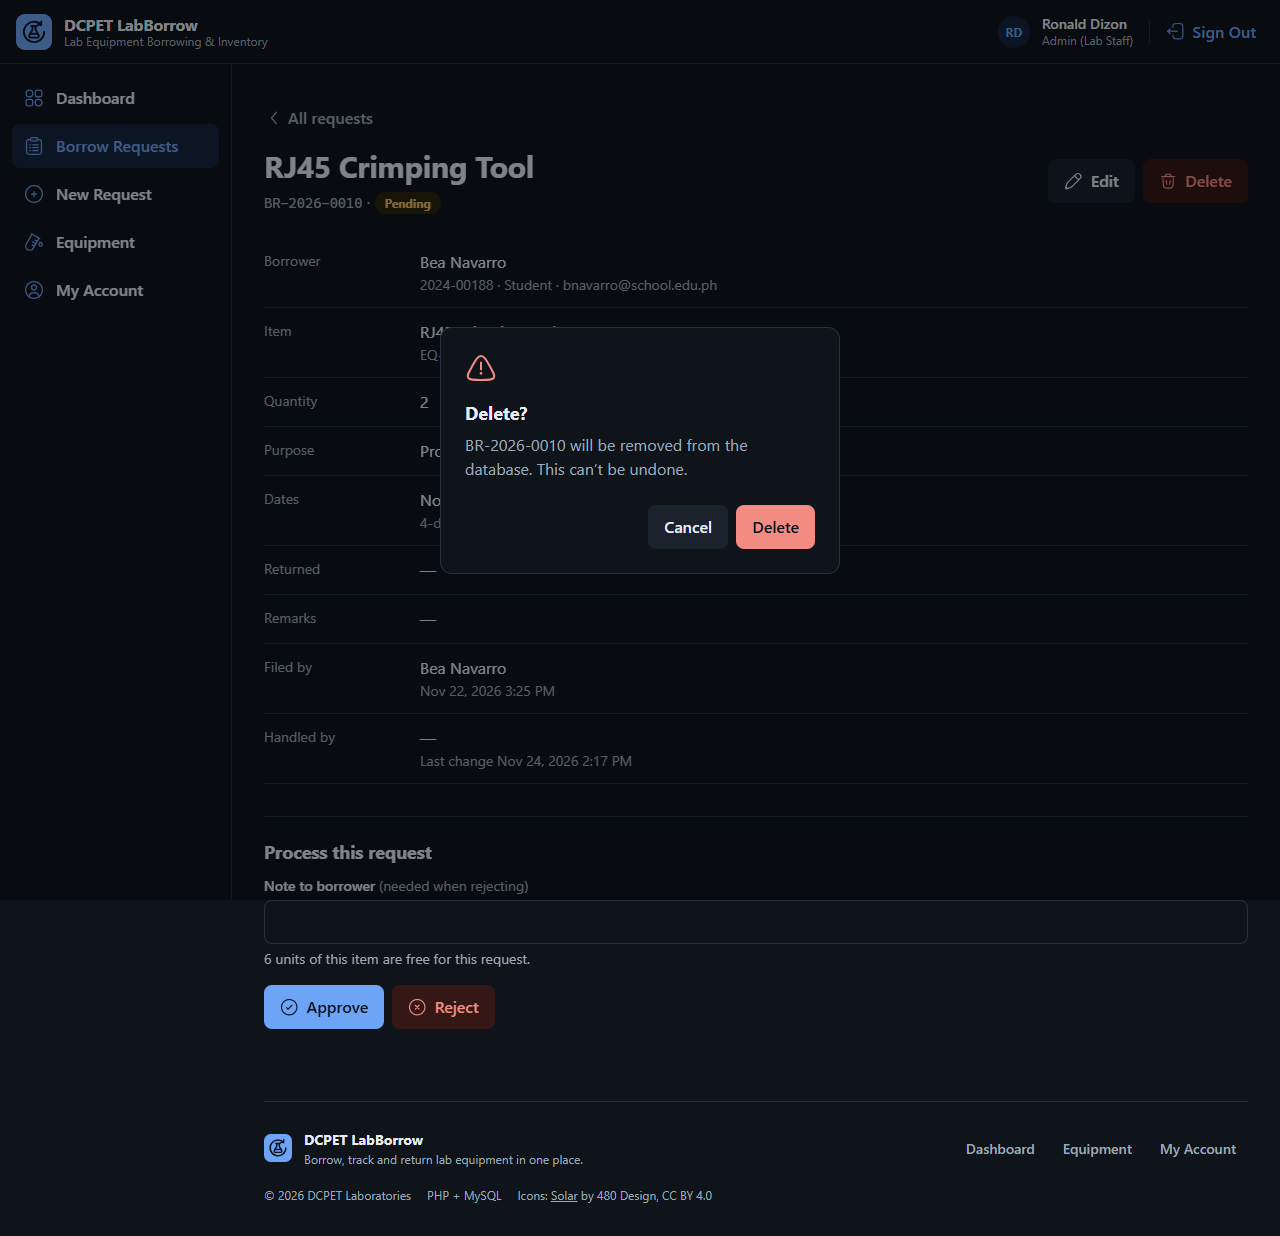 DCPET LabBorrow
Lab Equipment Borrowing & Inventory
RD
Ronald Dizon
Admin (Lab Staff)
Sign Out
Dashboard
Borrow Requests
New Request
Equipment
My Account
All requests
RJ45 Crimping Tool
BR-2026-0010 · Pending
Edit
Delete
Borrower
Bea Navarro
2024-00188 · Student · bnavarro@school.edu.ph
Item
EQ-
Quantity
2
Purpose
Dates
4-d
Returned
—
Remarks
—
Filed by
Bea Navarro
Nov 22, 2026 3:25 PM
Handled by
—
Last change Nov 24, 2026 2:17 PM
Delete?
BR-2026-0010 will be removed from the
database. This can't be undone.
Cancel
Delete
Process this request
Note to borrower (needed when rejecting)
6 units of this item are free for this request.
Approve
Reject
DCPET LabBorrow
Borrow, track and return lab equipment in one place.
Dashboard
Equipment
My Account
© 2026 DCPET Laboratories
PHP + MySQL
Icons: Solar by 480 Design, CC BY 4.0